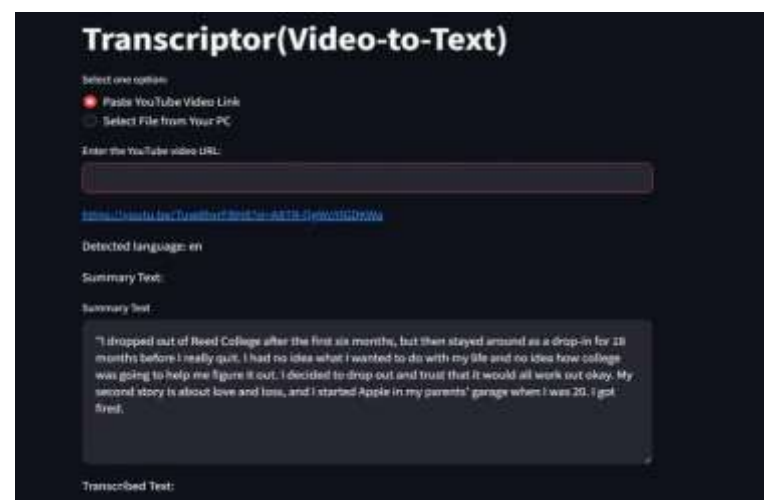 Transcriptor(Video-to-Text)
Select one option:
Paste YouTube Video Link
Select File from Your PC
Enter the YouTube video URL:
Detected language: en
Summary Text:
Summary Text
"I dropped out of Reed College after the first six months, but then stayed around as a drop-in for 18
months before I really quit. I had no idea what I wanted to do with my life and no idea how college
was going to help me figure it out. I decided to drop out and trust that it would all work out okay. My
second story is about love and loss, and I started Apple in my parents' garage when I was 20. I got
fired.
Transcribed Text: